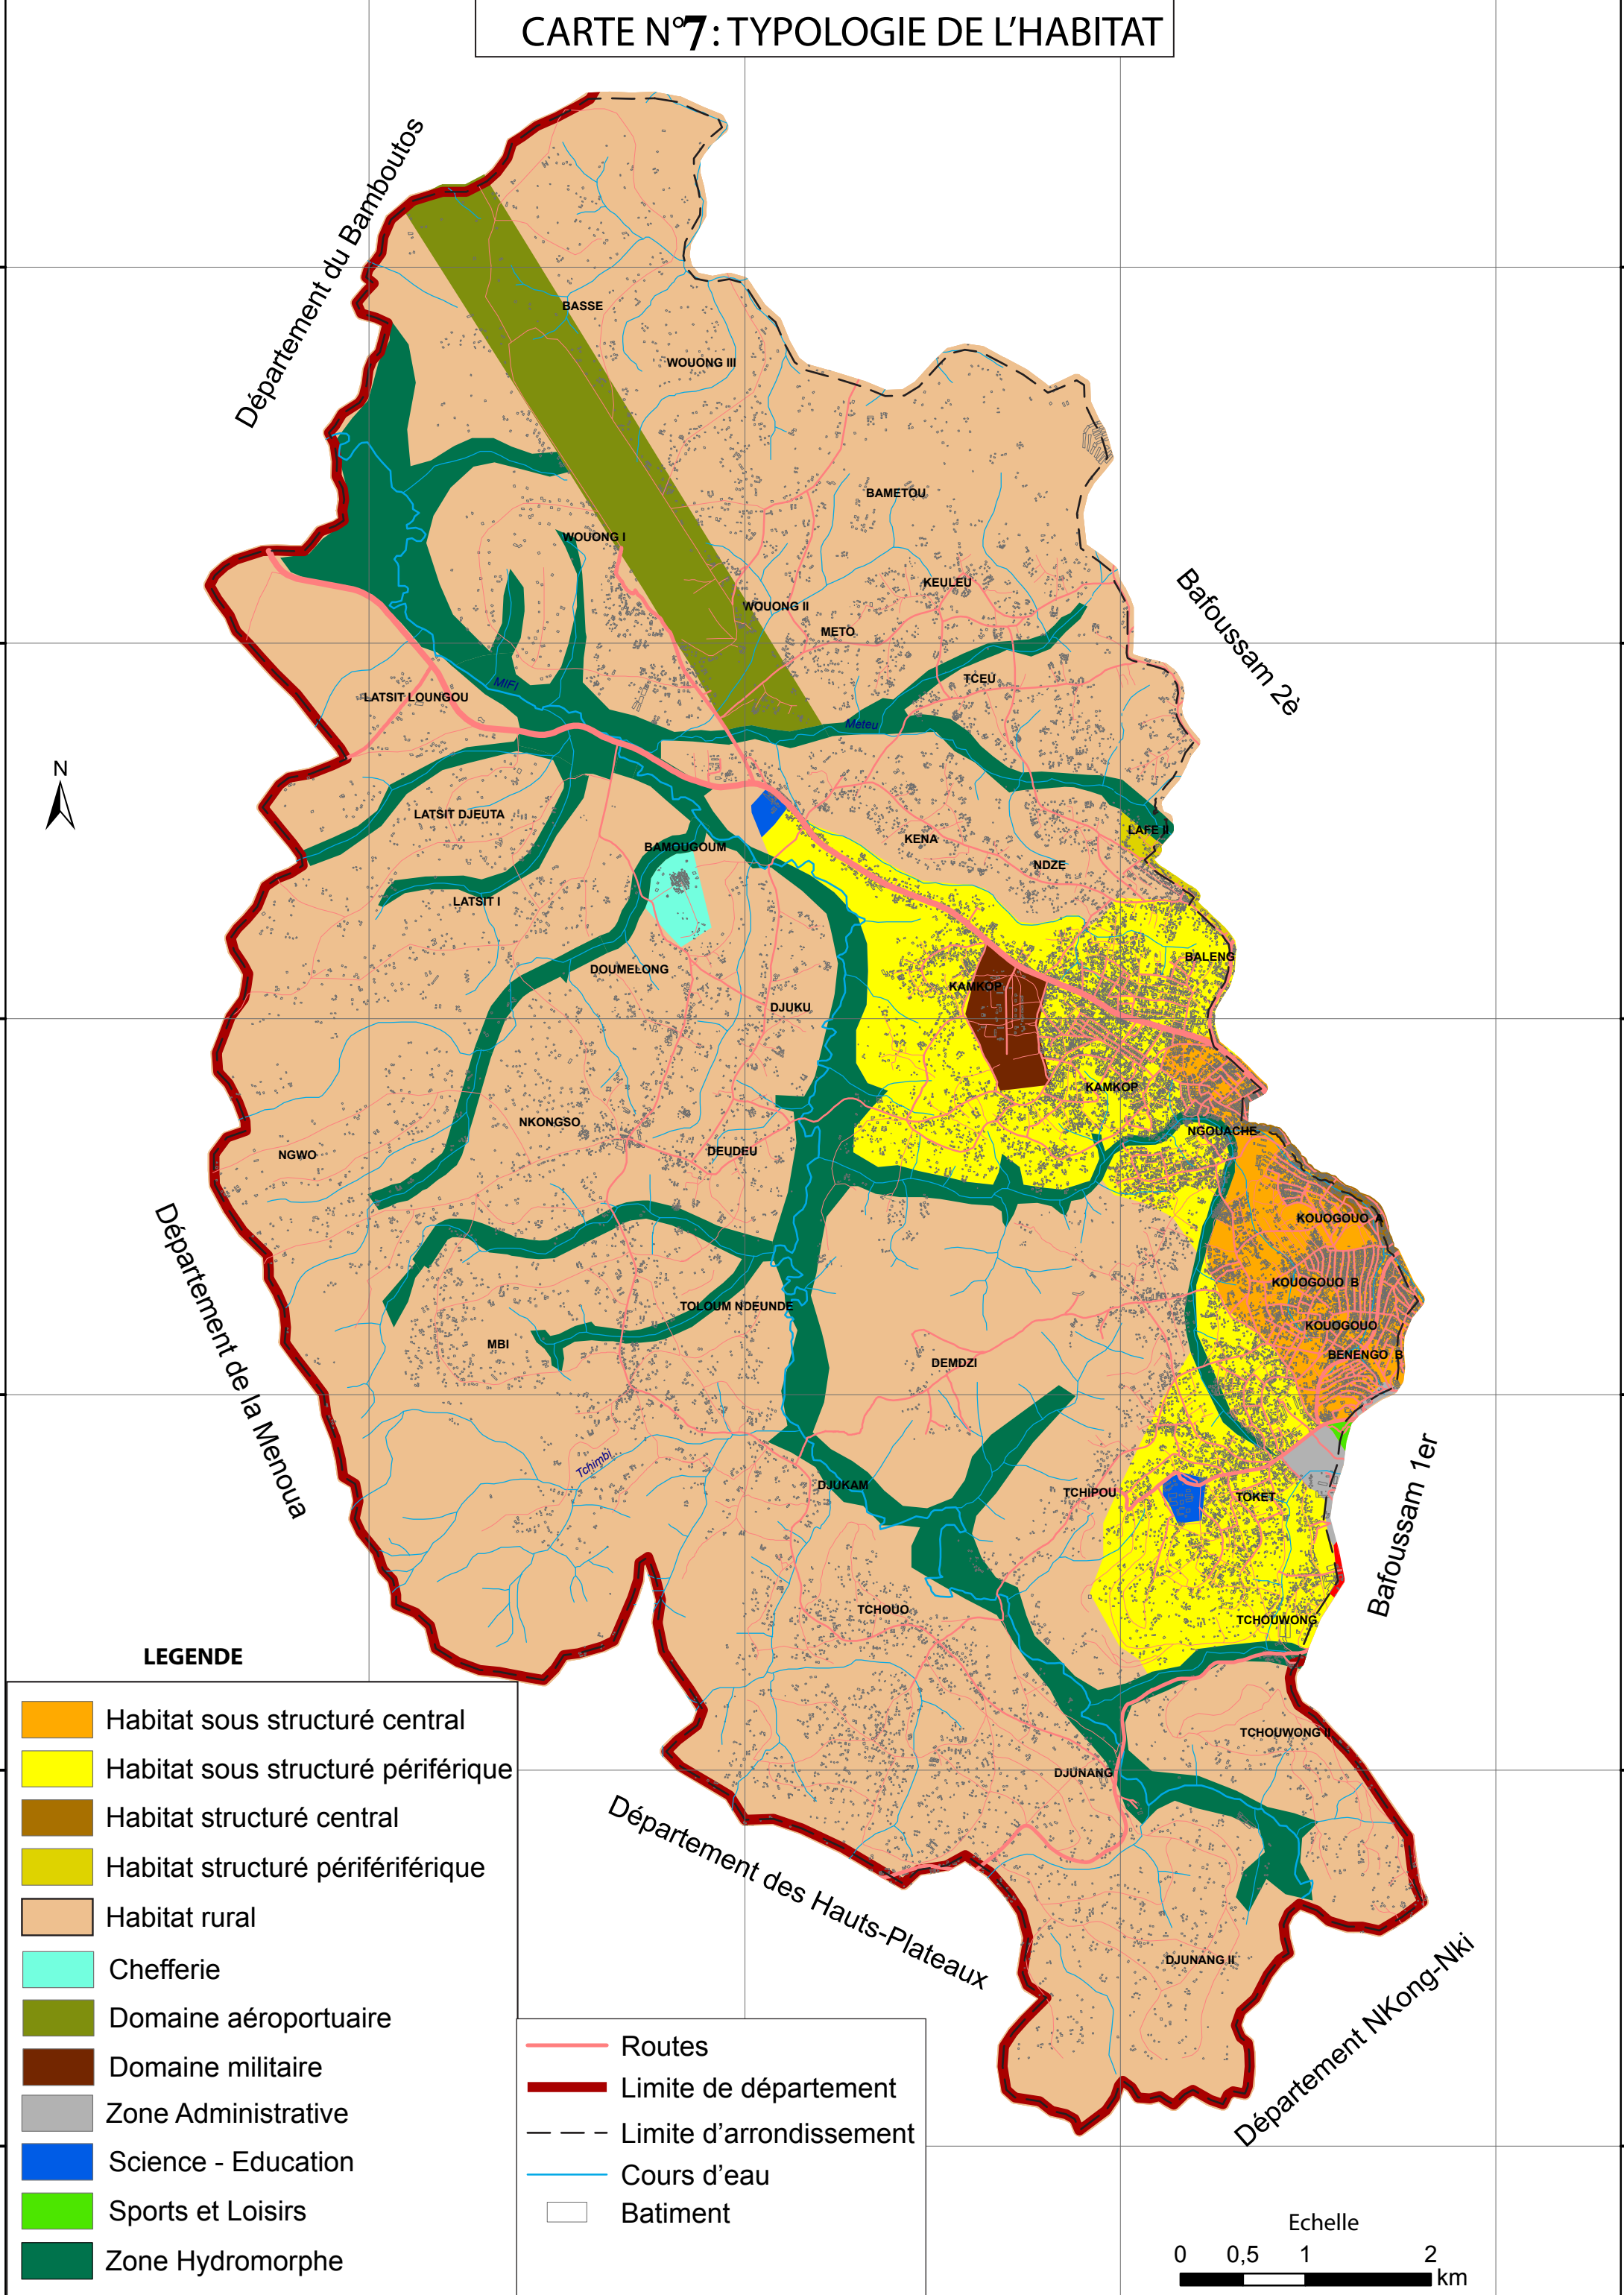 CARTE N°7 : TYPOLOGIE DE L'HABITAT
Département du Bamboutos
BASSE
WOUONG III
BAMETOU
WOUONG I
KEULEU
WOUONG II
METO
Bafoussam 2è
TCEU
MIFI
LATSIT LOUNGOU
Meteu
N
LATSIT DJEUTA
LAFE II
KENA
BAMOUGOUM
NDZE
LATSIT I
BALENG
DOUMELONG
KAMKOP
DJUKU
KAMKOP
NKONGSO
NGOUACHE
DEUDEU
NGWO
KOUOGOUO A
Département de la Menoua
KOUOGOUO B
TOLOUM NDEUNDE
KOUOGOUO
MBI
BENENGO B
DEMDZI
Tchimbi
DJUKAM
TCHIPOU
TOKET
Bafoussam 1er
TCHOUO
TCHOUWONG
TCHOUWONG II
DJUNANG
Département des Hauts-Plateaux
DJUNANG II
Département NKong-Nki
LEGENDE
Habitat sous structuré central
Habitat sous structuré périférique
Habitat structuré central
Habitat structuré périfériférique
Habitat rural
Chefferie
Domaine aéroportuaire
Domaine militaire
Zone Administrative
Science - Education
Sports et Loisirs
Zone Hydromorphe
Routes
Limite de département
Limite d'arrondissement
Cours d'eau
Batiment
Echelle
0 0,5 1 2
km